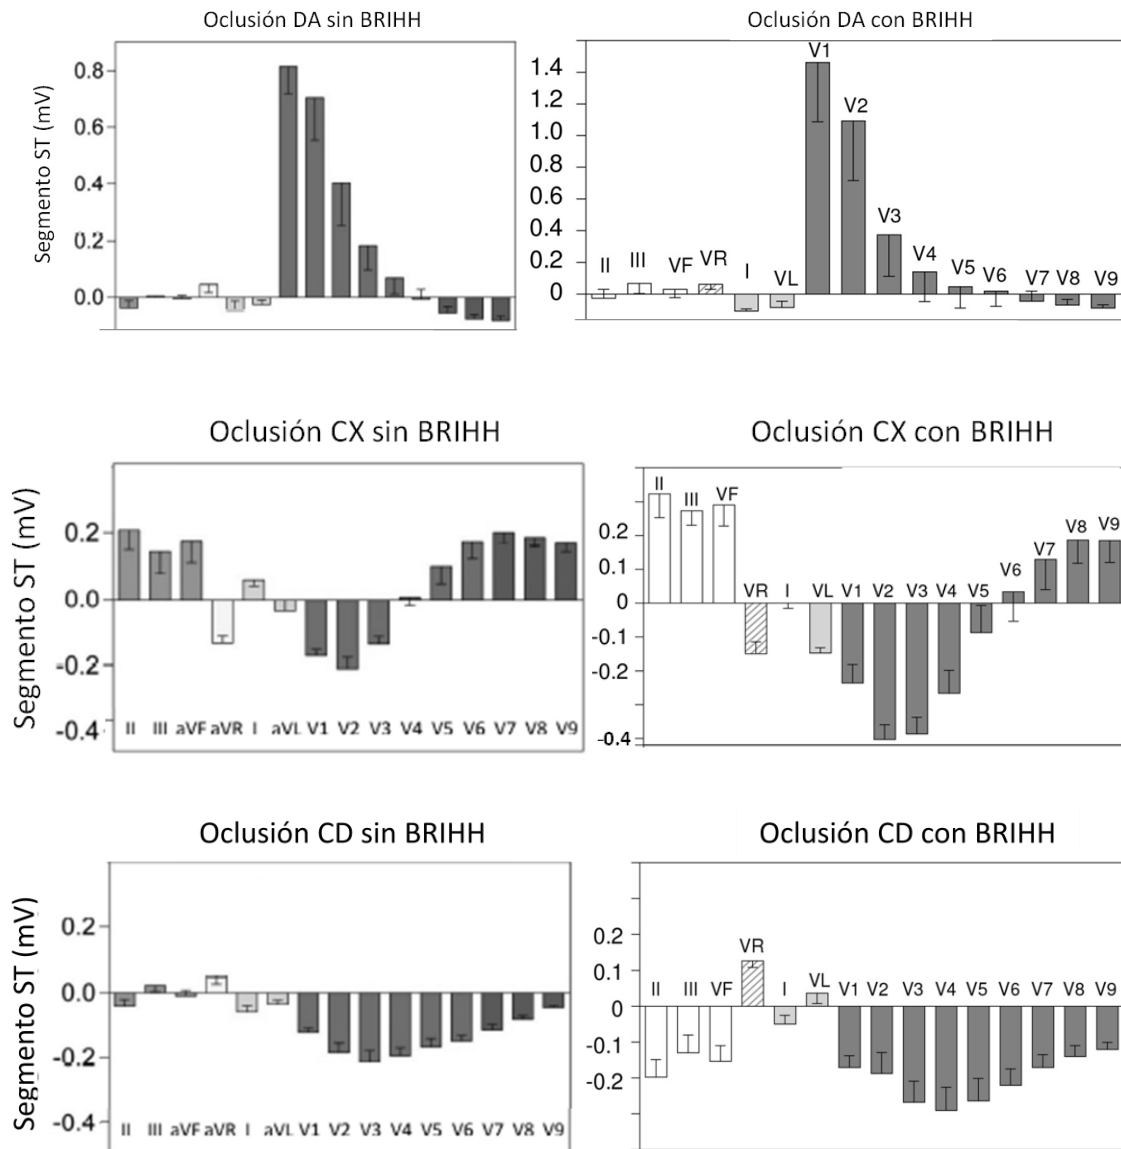 Oclusión DA sin BRIHH
Segmento ST (mV)
0.8
0.6
0.4
0.2
0.0
Oclusión DA con BRIHH
1.4
1.2
1.0
0.8
0.6
0.4
0.2
0
II III VF VR I VL V1 V2 V3 V4 V5 V6 V7 V8 V9
Oclusión CX sin BRIHH
Segmento ST (mV)
0.2
0.0
-0.2
-0.4
II III aVF aVR I aVL V1 V2 V3 V4 V5 V6 V7 V8 V9
Oclusión CX con BRIHH
0.2
0.1
0
-0.1
-0.2
-0.4
II III VF VR I VL V1 V2 V3 V4 V5 V6 V7 V8 V9
Oclusión CD sin BRIHH
Segmento ST (mV)
0.2
0.0
-0.2
-0.4
II III aVF aVR I aVL V1 V2 V3 V4 V5 V6 V7 V8 V9
Oclusión CD con BRIHH
0.2
0.1
0
-0.1
-0.2
II III VF VR I VL V1 V2 V3 V4 V5 V6 V7 V8 V9